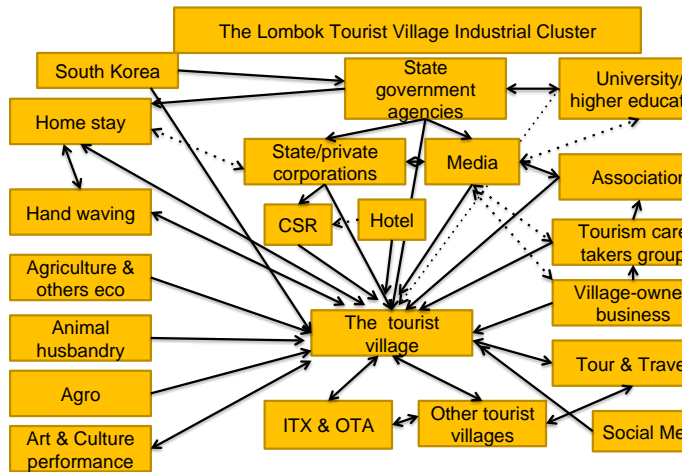 The Lombok Tourist Village Industrial Cluster
South Korea
State
government
agencies
University/
higher educat
Home stay
State/private
corporations
Media
Association
Hand waving
CSR
Hotel
Tourism care
takers group
Agriculture &
others eco
Village-owne
business
Animal
husbandry
The tourist
village
Tour & Trave
Agro
ITX & OTA
Other tourist
villages
Social Me
Art & Culture
performance